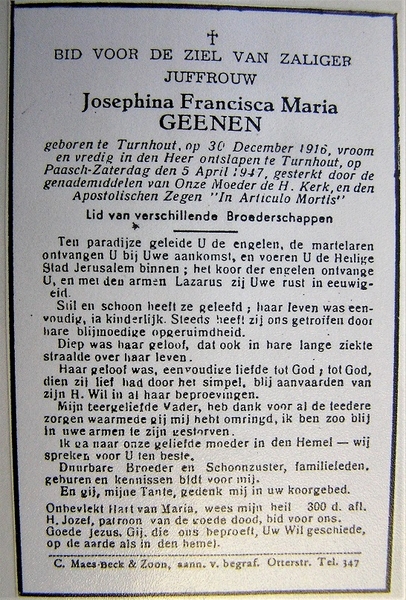 BID VOOR DE ZIEL VAN ZALIGER
JUFFROUW
Josephina Francisca Maria
GEENEN
geboren te Turnhout, op 30 December 1916, vroom
en vredig in den Heer ontslapen te Turnhout, op
Paasch-Zaterdag den 5 April 1947, gesterkt door de
genademiddelen van Onze Moeder de H. Kerk, en den
Apostolischen Zegen "In Articulo Mortis"
Lid van verschillende Broederschappen
Ten paradijze geleide U de engelen, de martelaren
ontvangen U bij Uwe aankomst, en voeren U de Heilige
Stad Jerusalem binnen ; het koor der engelen ontvange
U, en met den armen Lazarus zij Uwe rust in eeuwig-
eid.
Stil en schoon heeft ze geleefd ; haar leven was een-
voudig, ja kinderlijk. Steeds heeft zij ons getroffen door
hare blijmoedige opgeruimdheid.
Diep was haar geloof, dat ook in hare lange ziekte
straalde over haar leven.
Haar geloof was, eenvoudige liefde tot God ; tot God,
dien zij lief had door het simpel, blij aanvaarden van
zijn H. Wil in al haar beproevingen.
Mijn teergeliefde Vader, heb dank voor al de teedere
zorgen waarmede gij mij hebt omringd, ik ben zoo blij
in uwe armen te zijn gestorven.
Ik ga naar onze geliefde moeder in den Hemel — wij
spreken voor U ten beste.
Duurbare Broeder en Schoonzuster, familieleden,
geburen en kennissen bidt voor mij.
En gij, mijne Tante, gedenk mij in uw koorgebed.
Onbevlekt Hart van Maria, wees mijn heil 300 d. afl.
H. Jozef, patroon van de goede dood, bid voor ons.
Goede Jezus, Gij, die ons beproeft, Uw Wil geschiede,
op de aarde als in den hemel.
C. Maes-Beck & Zoon, aann. v. begraf. Otterstr. Tel. 347